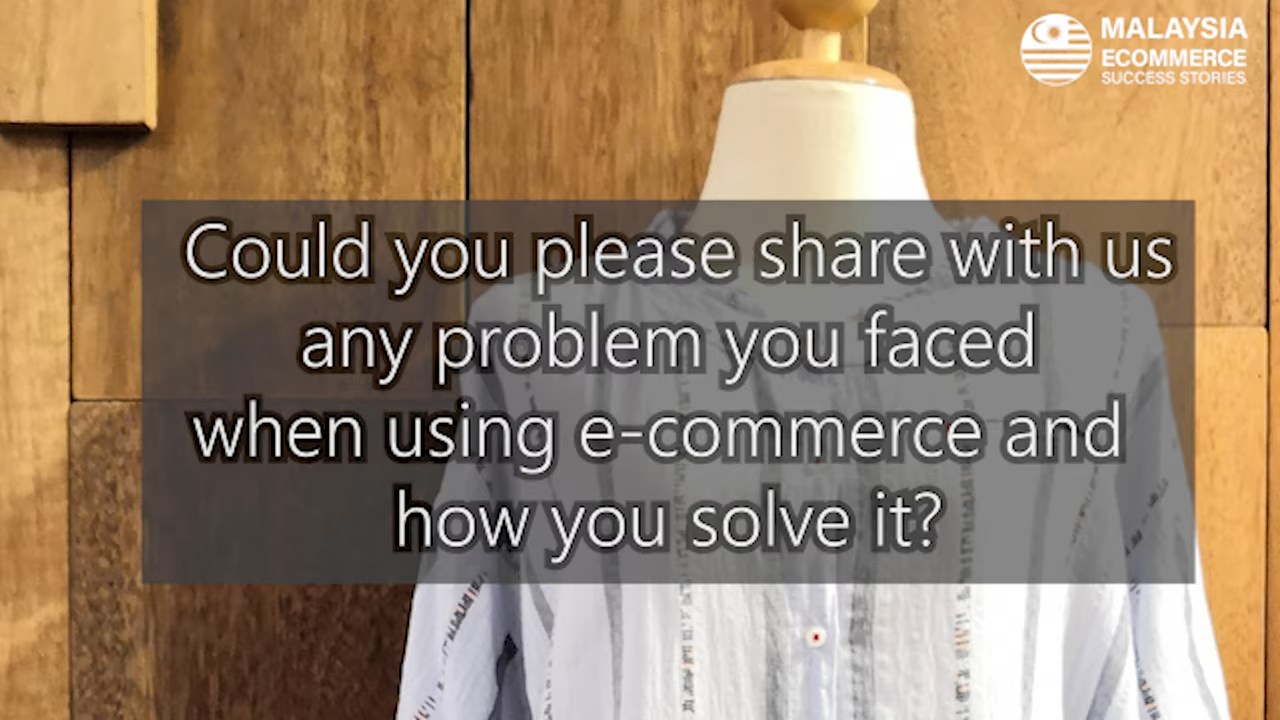 MALAYSIA
ECOMMERCE
SUCCESS STORIES
Could you please share with us
any problem you faced
when using e-commerce and
how you solve it?